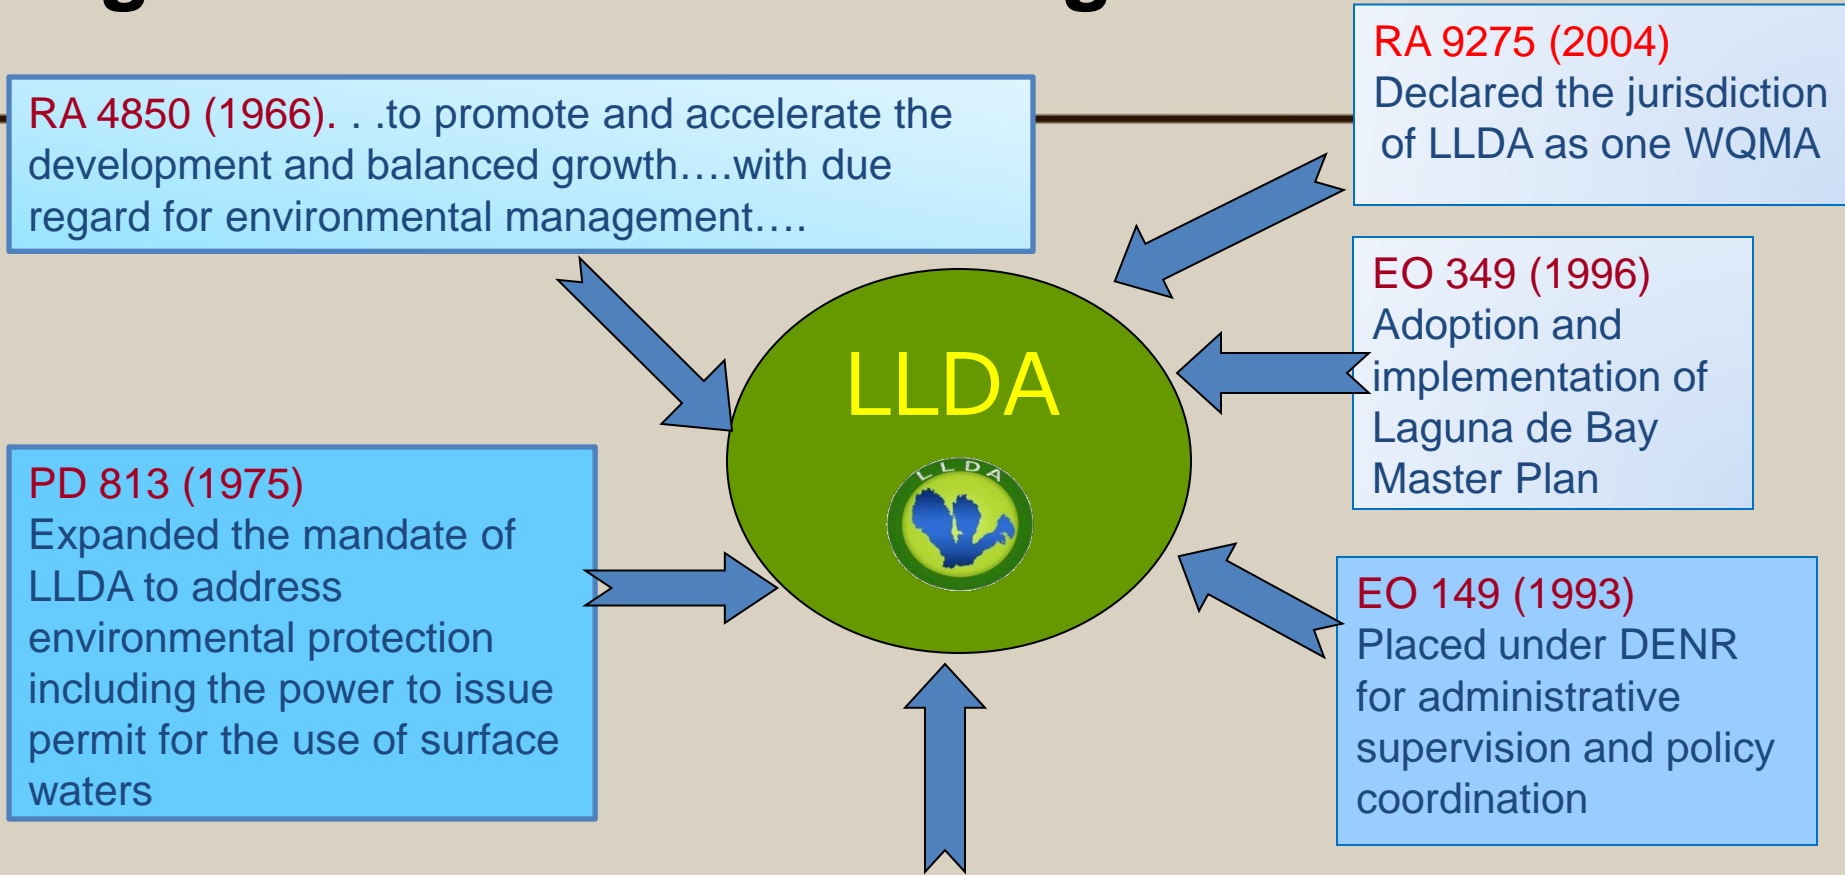 RA 4850 (1966). . .to promote and accelerate the
development and balanced growth….with due
regard for environmental management….
RA 9275 (2004)
Declared the jurisdiction
of LLDA as one WQMA
EO 349 (1996)
Adoption and
implementation of
Laguna de Bay
Master Plan
LLDA
LLDA
PD 813 (1975)
Expanded the mandate of
LLDA to address
environmental protection
including the power to issue
permit for the use of surface
waters
EO 149 (1993)
Placed under DENR
for administrative
supervision and policy
coordination